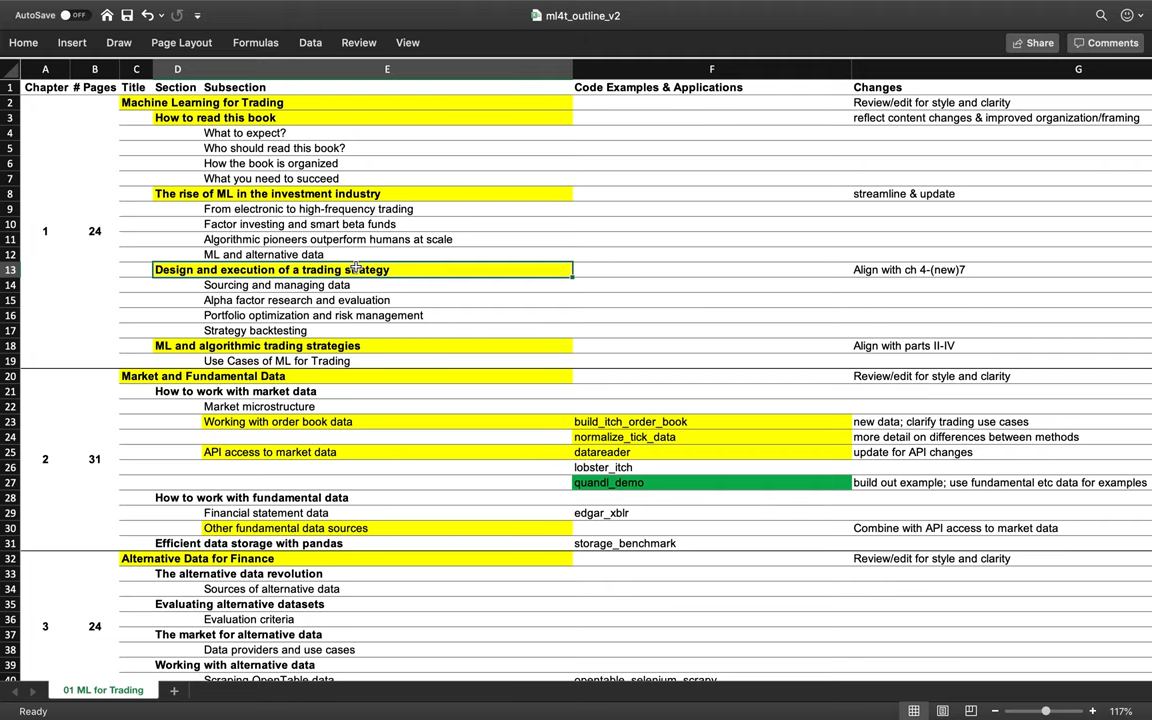 AutoSave OFF ml4t_outline_v2
Home Insert Draw Page Layout Formulas Data Review View Share Comments
A B C D E F G
1 Chapter # Pages Title Section Subsection Code Examples & Applications Changes
2 Machine Learning for Trading Review/edit for style and clarity
3 How to read this book reflect content changes & improved organization/framing
4 What to expect?
5 Who should read this book?
6 How the book is organized
7 What you need to succeed
8 The rise of ML in the investment industry streamline & update
9 From electronic to high-frequency trading
10 Factor investing and smart beta funds
1 24
11 Algorithmic pioneers outperform humans at scale
12 ML and alternative data
13 Design and execution of a trading strategy Align with ch 4-(new)7
14 Sourcing and managing data
15 Alpha factor research and evaluation
16 Portfolio optimization and risk management
17 Strategy backtesting
18 ML and algorithmic trading strategies Align with parts II-IV
19 Use Cases of ML for Trading
20 Market and Fundamental Data Review/edit for style and clarity
21 How to work with market data
22 Market microstructure
23 Working with order book data build_itch_order_book new data; clarify trading use cases
24 normalize_tick_data more detail on differences between methods
25 API access to market data datareader update for API changes
2 31
26 lobster_itch
27 quandl_demo build out example; use fundamental etc data for examples
28 How to work with fundamental data
29 Financial statement data edgar_xblr
30 Other fundamental data sources Combine with API access to market data
31 Efficient data storage with pandas storage_benchmark
32 Alternative Data for Finance Review/edit for style and clarity
33 The alternative data revolution
34 Sources of alternative data
35 Evaluating alternative datasets
36 Evaluation criteria
3 24
37 The market for alternative data
38 Data providers and use cases
39 Working with alternative data
40 Scraping OpenTable data opentable_selenium_scrapy
01 ML for Trading +
Ready 117%